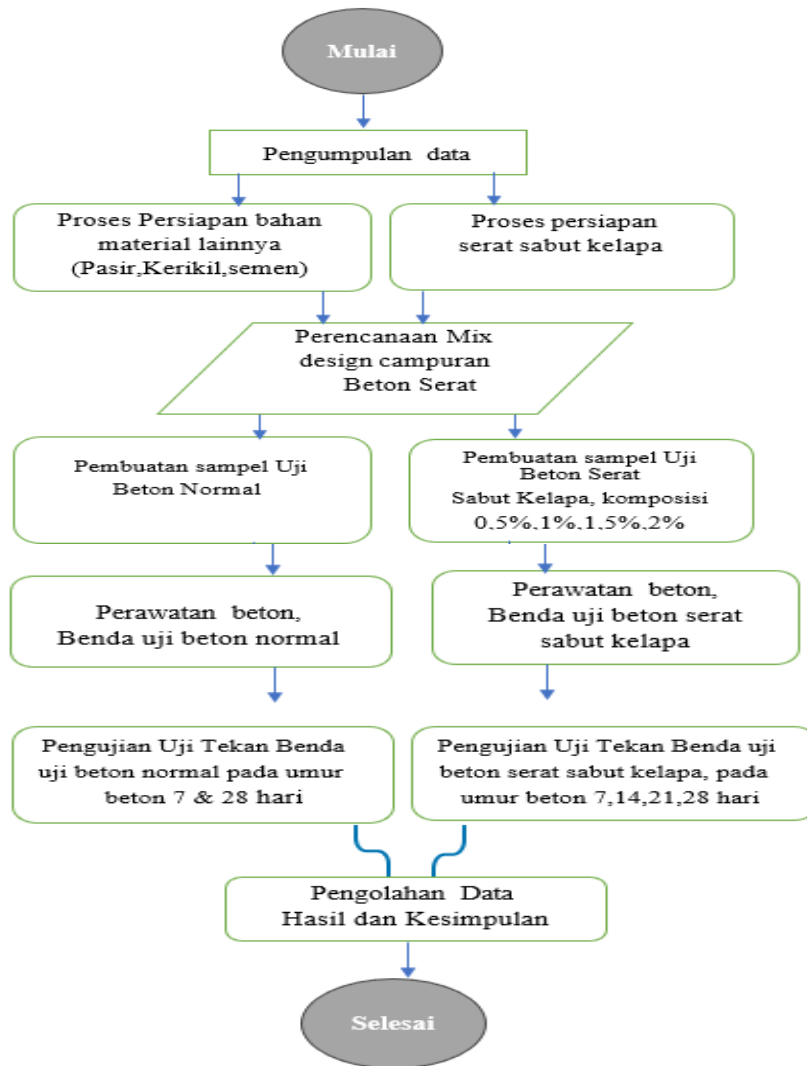 Mulai
Pengumpulan data
Proses Persiapan bahan
material lainnya
(Pasir,Kerikil,semen)
Proses persiapan
serat sabut kelapa
Perencanaan Mix
design campuran
Beton Serat
Pembuatan sampel Uji
Beton Normal
Pembuatan sampel Uji
Beton Serat
Sabut Kelapa, komposisi
0,5%,1%,1,5%,2%
Perawatan beton,
Benda uji beton normal
Perawatan beton,
Benda uji beton serat
sabut kelapa
Pengujian Uji Tekan Benda
uji beton normal pada umur
beton 7 & 28 hari
Pengujian Uji Tekan Benda uji
beton serat sabut kelapa, pada
umur beton 7,14,21,28 hari
Pengolahan Data
Hasil dan Kesimpulan
Selesai